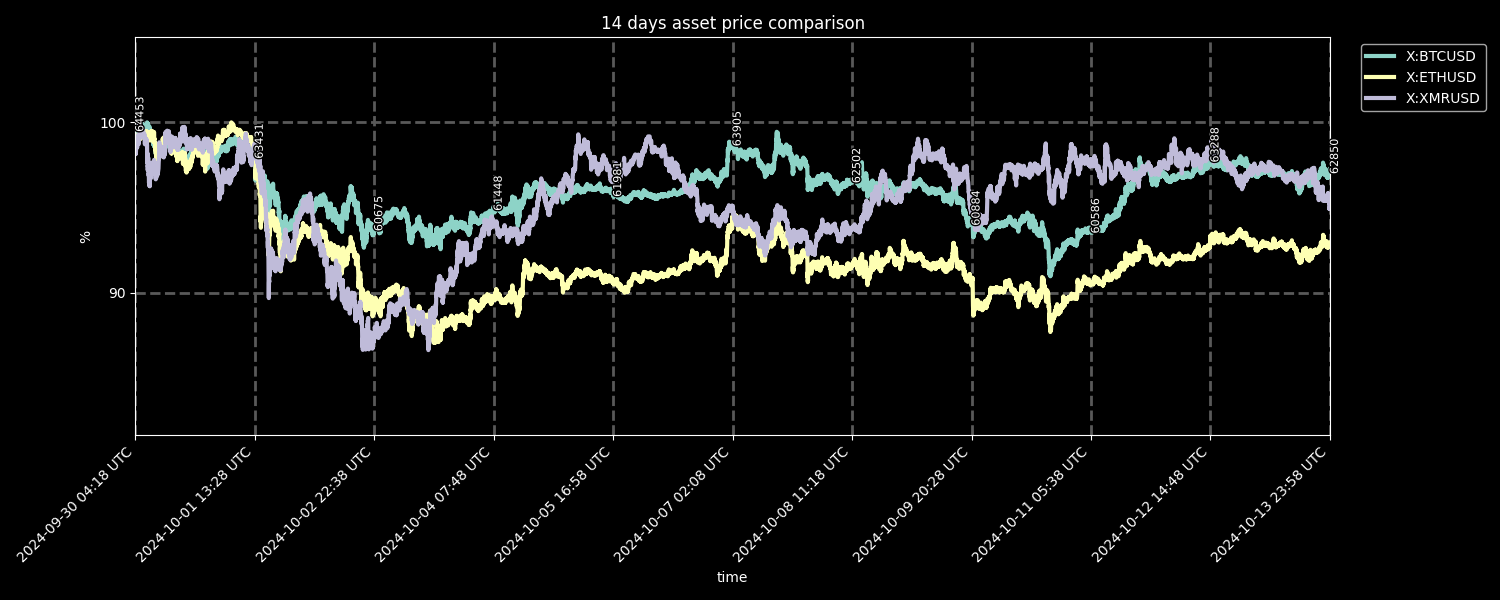 14 days asset price comparison
X:BTCUSD
X:ETHUSD
X:XMRUSD
100
90
%
64453
63431
60675
61448
61981
63905
62502
60884
60586
63288
62850
2024-09-30 04:18 UTC
2024-10-01 13:28 UTC
2024-10-02 22:38 UTC
2024-10-04 07:48 UTC
2024-10-05 16:58 UTC
2024-10-07 02:08 UTC
2024-10-08 11:18 UTC
2024-10-09 20:28 UTC
2024-10-11 05:38 UTC
2024-10-12 14:48 UTC
2024-10-13 23:58 UTC
time